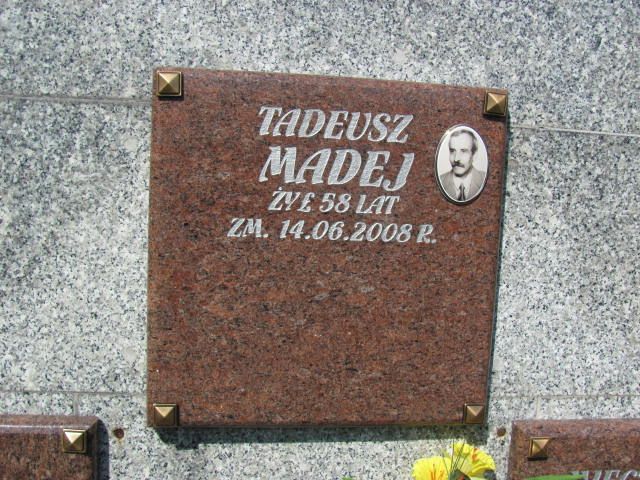 TADEUSZ
MADEJ
ŻYŁ 58 LAT
ZM. 14.06.2008 R.